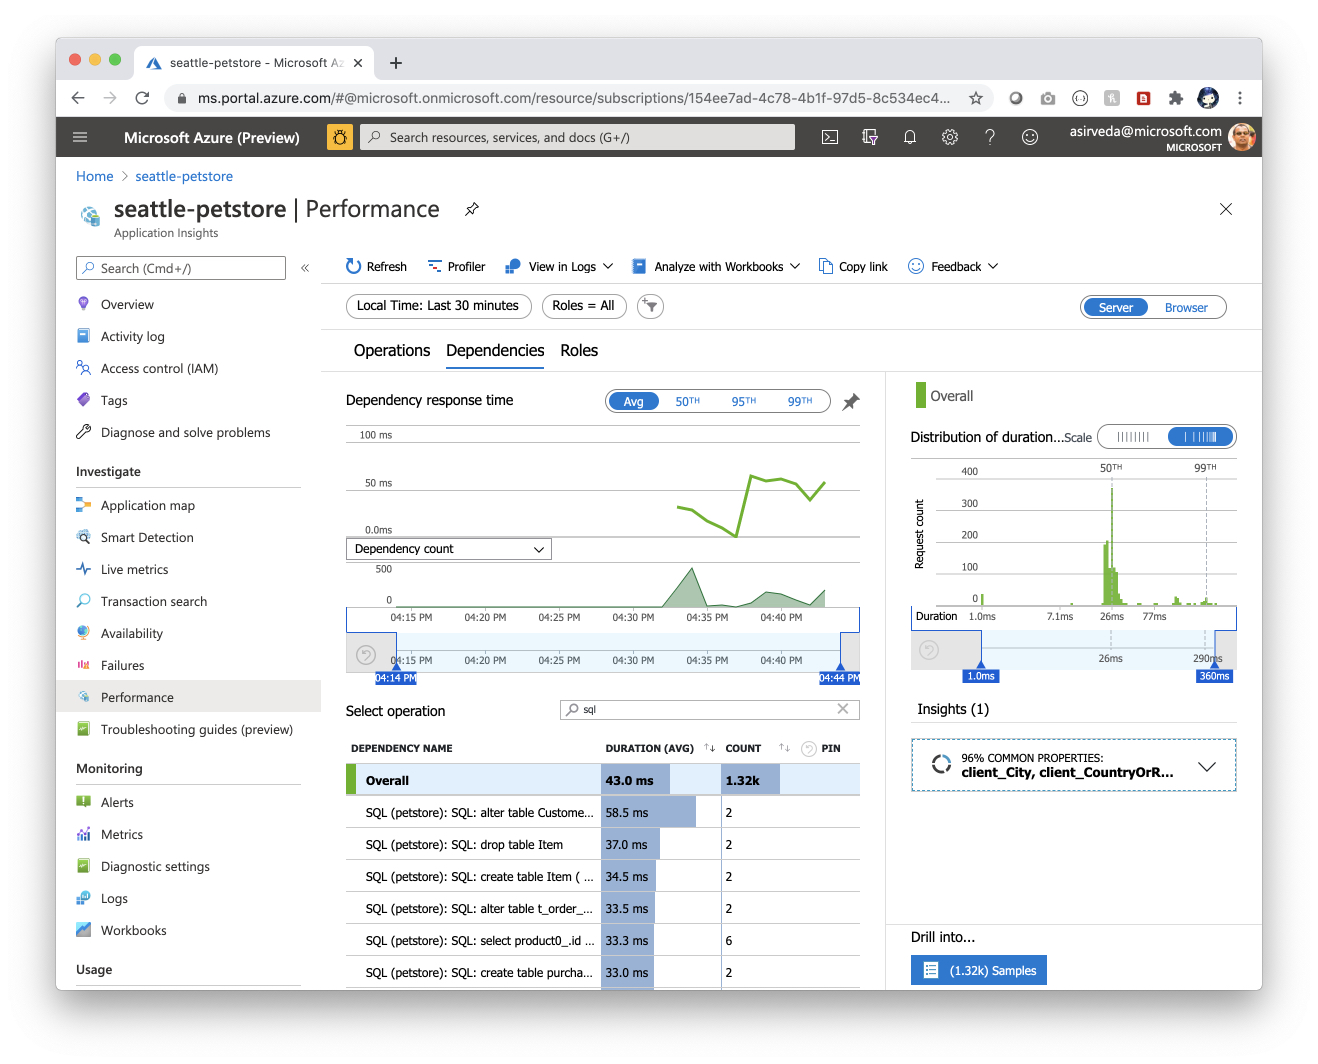 seattle-petstore - Microsoft Az
ms.portal.azure.com/#@microsoft.onmicrosoft.com/resource/subscriptions/154ee7ad-4c78-4b1f-97d5-8c534ec4...
Microsoft Azure (Preview)
Search resources, services, and docs (G+/)
asirveda@microsoft.com
MICROSOFT
Home > seattle-petstore
seattle-petstore | Performance
Application Insights
Search (Cmd+/)
«
Overview
Activity log
Access control (IAM)
Tags
Diagnose and solve problems
Investigate
Application map
Smart Detection
Live metrics
Transaction search
Availability
Failures
Performance
Troubleshooting guides (preview)
Monitoring
Alerts
Metrics
Diagnostic settings
Logs
Workbooks
Usage
Refresh Profiler View in Logs Analyze with Workbooks Copy link Feedback
Local Time: Last 30 minutes Roles = All
Server Browser
Operations Dependencies Roles
Dependency response time
Avg 50TH 95TH 99TH
100 ms
50 ms
0.0ms
Dependency count
500
0
04:15 PM 04:20 PM 04:25 PM 04:30 PM 04:35 PM 04:40 PM
04:15 PM 04:20 PM 04:25 PM 04:30 PM 04:35 PM 04:40 PM
04:14 PM 04:44 PM
Select operation
sql
DEPENDENCY NAME DURATION (AVG) COUNT PIN
Overall 43.0 ms 1.32k
SQL (petstore): SQL: alter table Custome... 58.5 ms 2
SQL (petstore): SQL: drop table Item 37.0 ms 2
SQL (petstore): SQL: create table Item ( ... 34.5 ms 2
SQL (petstore): SQL: alter table t_order_... 33.5 ms 2
SQL (petstore): SQL: select product0_.id ... 33.3 ms 6
SQL (petstore): SQL: create table purcha... 33.0 ms 2
Overall
Distribution of duration... Scale
50TH 99TH
Request count
400
300
200
100
0
Duration 1.0ms 7.1ms 26ms 77ms
26ms 290ms
1.0ms 360ms
Insights (1)
96% COMMON PROPERTIES:
client_City, client_CountryOrR...
Drill into...
(1.32k) Samples